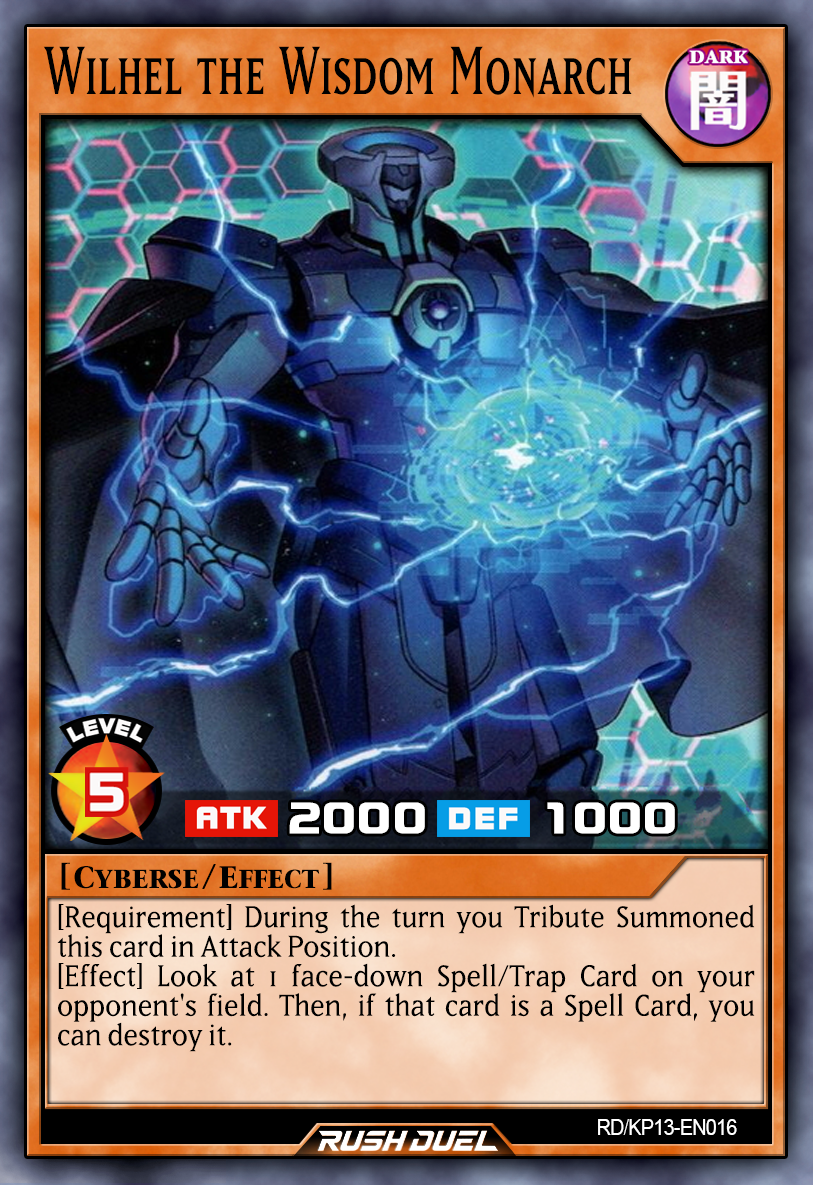 Wilhel the Wisdom Monarch
DARK
闇
LEVEL
5
ATK 2000 DEF 1000
[Cyberse/Effect]
[Requirement] During the turn you Tribute Summoned
this card in Attack Position.
[Effect] Look at 1 face-down Spell/Trap Card on your
opponent's field. Then, if that card is a Spell Card, you
can destroy it.
RD/KP13-EN016
RUSH DUEL